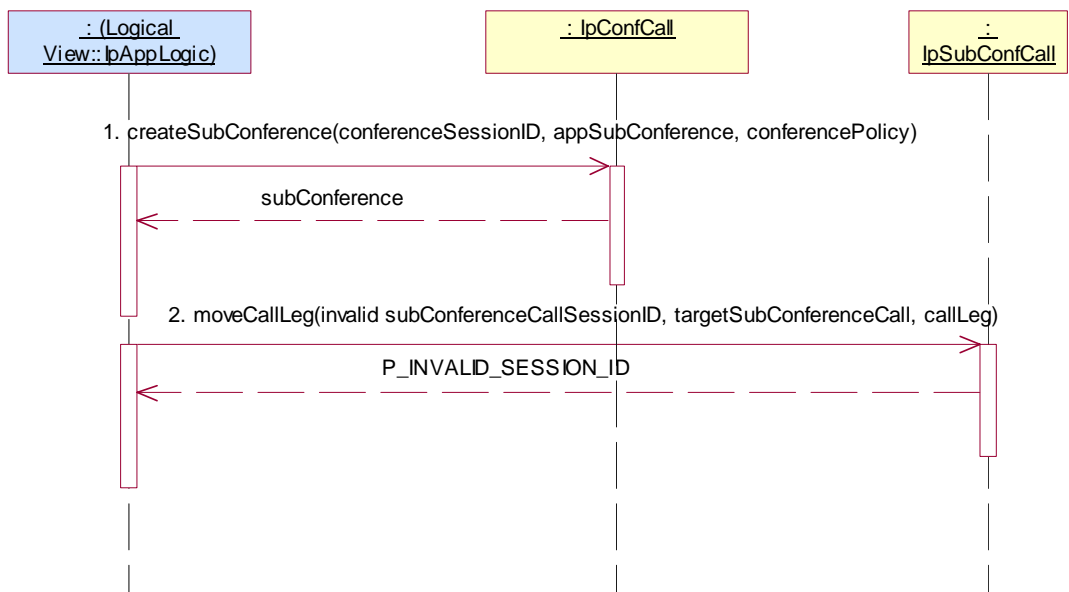 : (Logical
View::IpAppLogic)
: IpConfCall
:
IpSubConfCall
1. createSubConference(conferenceSessionID, appSubConference, conferencePolicy)
subConference
2. moveCallLeg(invalid subConferenceCallSessionID, targetSubConferenceCall, callLeg)
P_INVALID_SESSION_ID